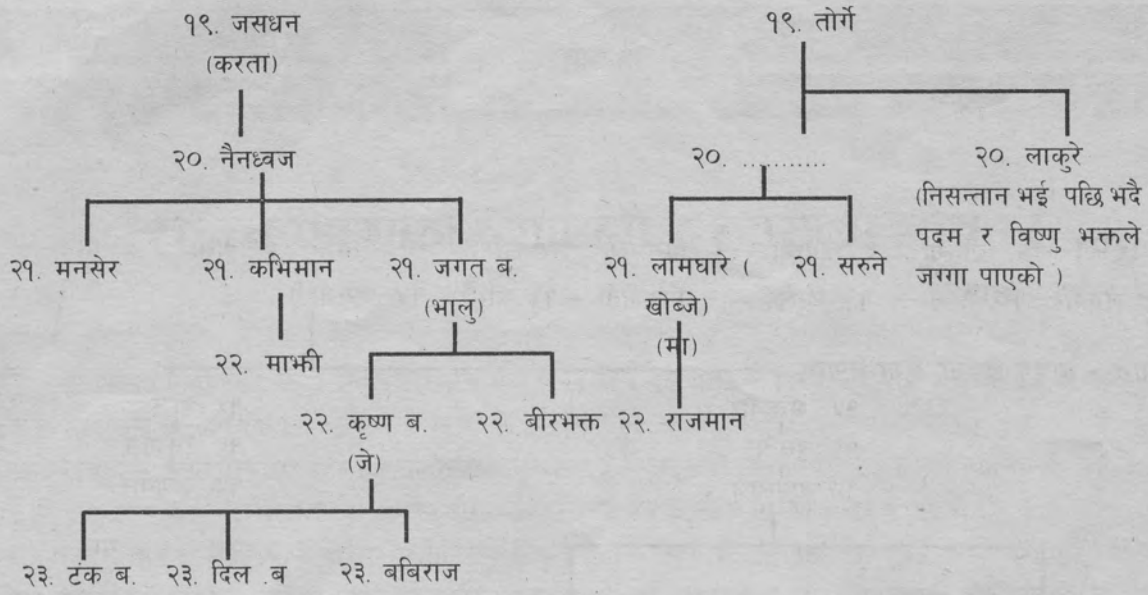 १९. जसधन १९. तोर्गे
(करता)
२०. नैनध्वज २०. ............ २०. लाकुरे
(निसन्तान भई पछि भदै
पदम र विष्णु भक्तले
जग्गा पाएको )
२१. मनसेर २१. कभिमान २१. जगत ब. २१. लामघारे ( २१. सरुने
(भालु) खोब्जे)
(मा)
२२. माझी
२२. कृष्ण ब. २२. बीरभक्त २२. राजमान
(जे)
२३. टंक ब. २३. दिल .ब २३. बबिराज